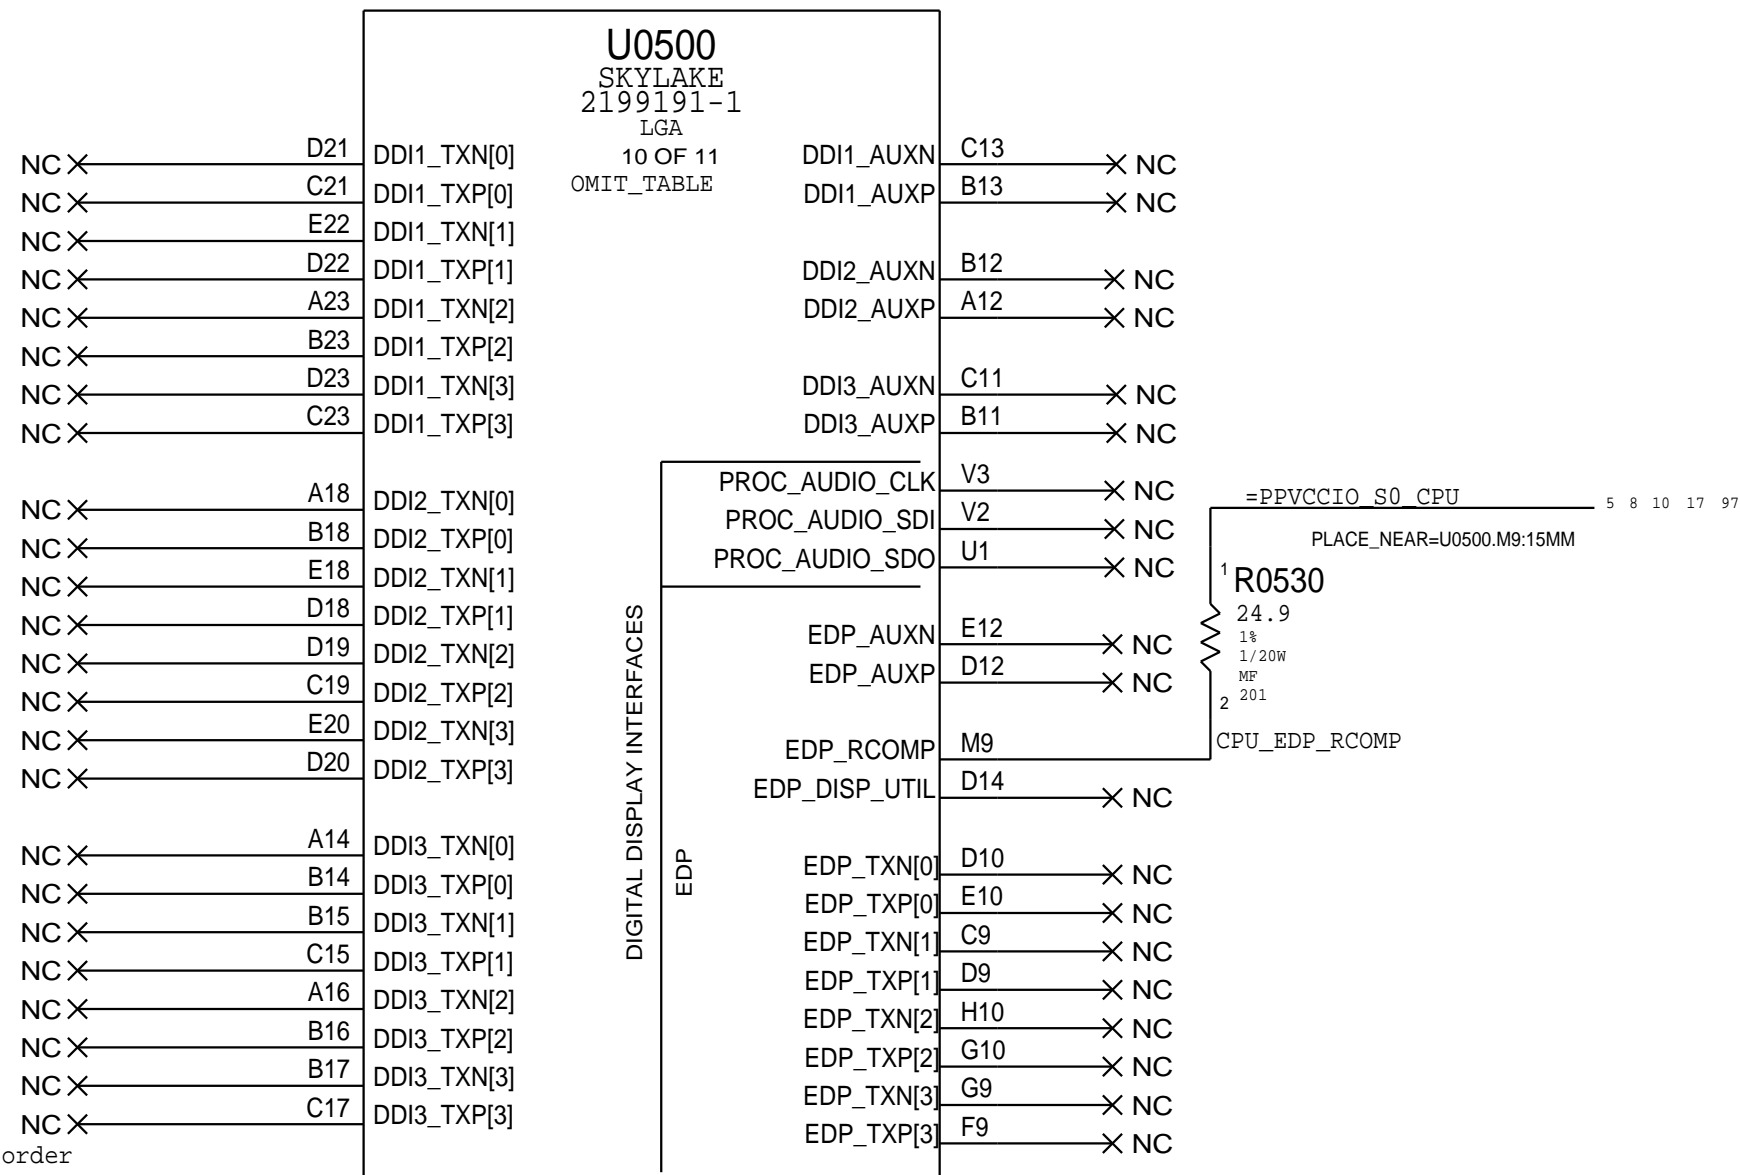 U0500
SKYLAKE
2199191-1
LGA
10 OF 11
OMIT_TABLE
NC D21 DDI1_TXN[0]
NC C21 DDI1_TXP[0]
NC E22 DDI1_TXN[1]
NC D22 DDI1_TXP[1]
NC A23 DDI1_TXN[2]
NC B23 DDI1_TXP[2]
NC D23 DDI1_TXN[3]
NC C23 DDI1_TXP[3]
NC A18 DDI2_TXN[0]
NC B18 DDI2_TXP[0]
NC E18 DDI2_TXN[1]
NC D18 DDI2_TXP[1]
NC D19 DDI2_TXN[2]
NC C19 DDI2_TXP[2]
NC E20 DDI2_TXN[3]
NC D20 DDI2_TXP[3]
NC A14 DDI3_TXN[0]
NC B14 DDI3_TXP[0]
NC B15 DDI3_TXN[1]
NC C15 DDI3_TXP[1]
NC A16 DDI3_TXN[2]
NC B16 DDI3_TXP[2]
NC B17 DDI3_TXN[3]
NC C17 DDI3_TXP[3]
order
DIGITAL DISPLAY INTERFACES
EDP
DDI1_AUXN C13 NC
DDI1_AUXP B13 NC
DDI2_AUXN B12 NC
DDI2_AUXP A12 NC
DDI3_AUXN C11 NC
DDI3_AUXP B11 NC
PROC_AUDIO_CLK V3 NC
PROC_AUDIO_SDI V2 NC
PROC_AUDIO_SDO U1 NC
EDP_AUXN E12 NC
EDP_AUXP D12 NC
EDP_RCOMP M9
EDP_DISP_UTIL D14 NC
EDP_TXN[0] D10 NC
EDP_TXP[0] E10 NC
EDP_TXN[1] C9 NC
EDP_TXP[1] D9 NC
EDP_TXN[2] H10 NC
EDP_TXP[2] G10 NC
EDP_TXN[3] G9 NC
EDP_TXP[3] F9 NC
=PPVCCIO_S0_CPU 5 8 10 17 97
PLACE_NEAR=U0500.M9:15MM
1 R0530
24.9
1%
1/20W
MF
2 201
CPU_EDP_RCOMP